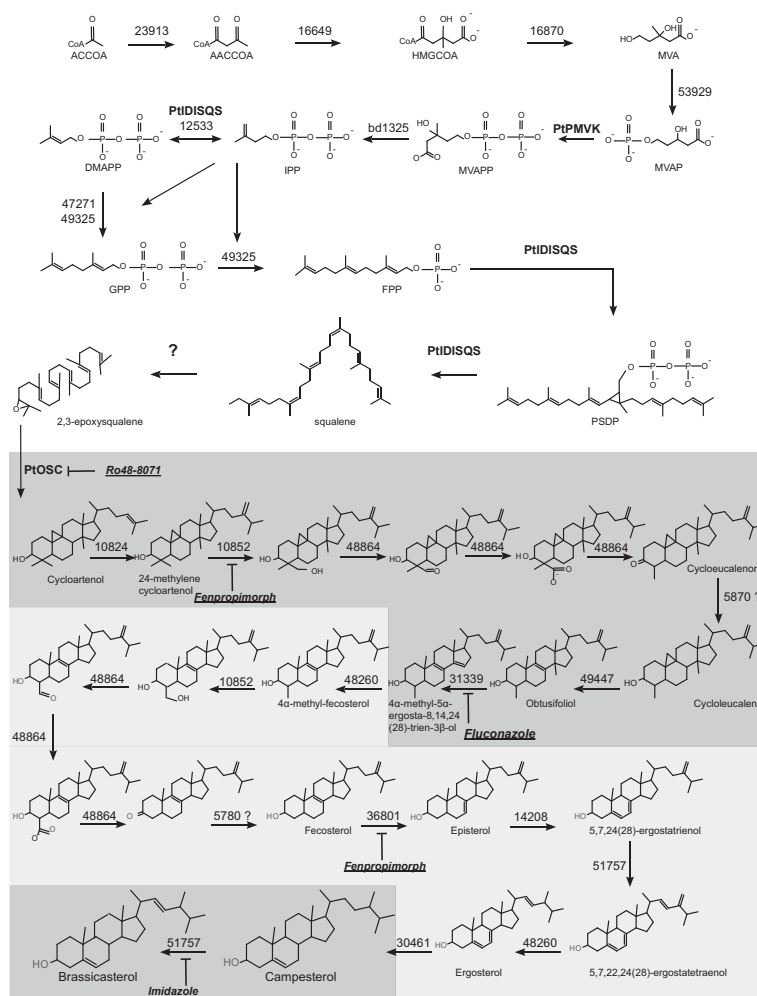 CoA ACCOA
23913
CoA AACCOA
16649
CoA HMGCOA
16870
MVA
53929
MVAP
PtPMVK
MVAPP
bd1325
IPP
PtIDISQS
12533
DMAPP
47271
49325
GPP
49325
FPP
PtIDISQS
PSDP
PtIDISQS
squalene
?
2,3-epoxysqualene
PtOSC
Ro48-8071
Cycloartenol
10824
24-methylene
cycloartenol
10852
Fenpropimorph
48864
48864
48864
Cycloeucalenon
5870 ?
Cycloleucalen
49447
Obtusifoliol
31339
Fluconazole
4α-methyl-5α-
ergosta-8,14,24
(28)-trien-3β-ol
48260
4α-methyl-fecosterol
10852
48864
48864
48864
5780 ?
Fecosterol
36801
Fenpropimorph
Episterol
14208
5,7,24(28)-ergostatrienol
51757
5,7,22,24(28)-ergostatetraenol
48260
Ergosterol
30461
Campesterol
51757
Imidazole
Brassicasterol